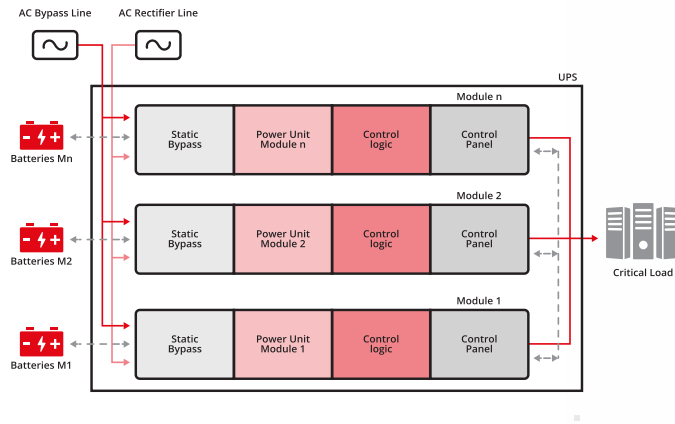 AC Bypass Line
AC Rectifier Line
UPS
Module n
Static
Bypass
Power Unit
Module n
Control
logic
Control
Panel
Batteries Mn
Module 2
Static
Bypass
Power Unit
Module 2
Control
logic
Control
Panel
Batteries M2
Critical Load
Module 1
Static
Bypass
Power Unit
Module 1
Control
logic
Control
Panel
Batteries M1